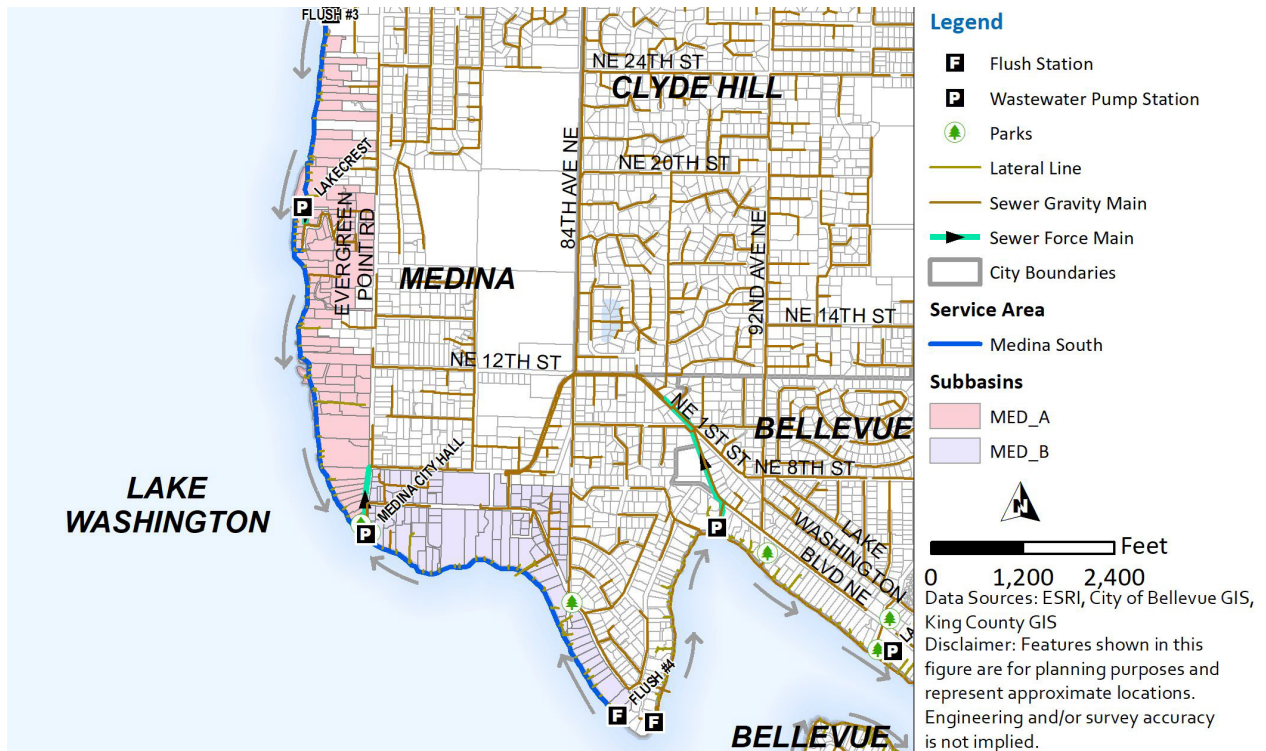 FLUSH #3
NE 24TH ST
CLYDE HILL
LAKECREST
NE 20TH ST
84TH AVE NE
EVERGREEN
POINT RD
92ND AVE NE
MEDINA
NE 14TH ST
NE 12TH ST
NE 1ST ST
BELLEVUE
NE 8TH ST
MEDINA CITY HALL
LAKE
WASHINGTON
LAKE
WASHINGTON
BLVD NE
LA
FLUSH #4
BELLEVUE
P
P
P
P
F
F
Legend
F Flush Station
P Wastewater Pump Station
Parks
Lateral Line
Sewer Gravity Main
Sewer Force Main
City Boundaries
Service Area
Medina South
Subbasins
MED_A
MED_B
N
Feet
0 1,200 2,400
Data Sources: ESRI, City of Bellevue GIS,
King County GIS
Disclaimer: Features shown in this
figure are for planning purposes and
represent approximate locations.
Engineering and/or survey accuracy
is not implied.